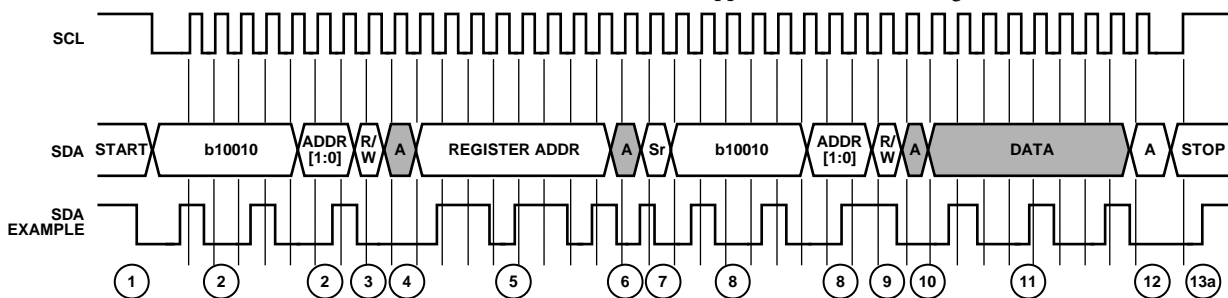 SCL
SDA START b10010 ADDR [1:0] R/W A REGISTER ADDR A Sr b10010 ADDR [1:0] R/W A DATA A STOP
SDA EXAMPLE
1 2 2 3 4 5 6 7 8 8 9 10 11 12 13a